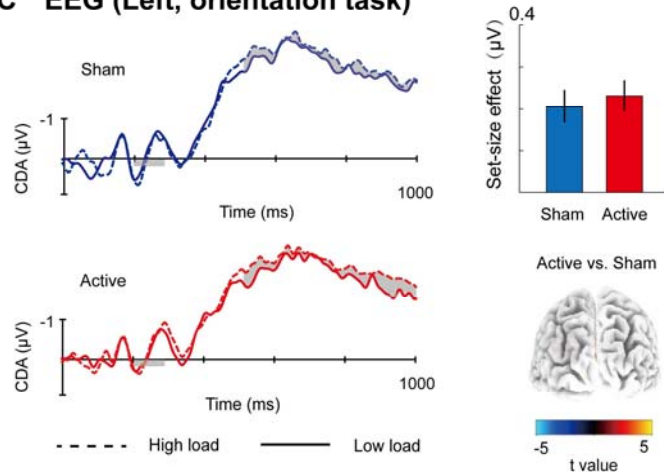 C EEG (Left, orientation task)
Sham
-1
CDA (μV)
1000
Time (ms)
Active
-1
CDA (μV)
1000
Time (ms)
High load
Low load
0.4
Set-size effect (μV)
Sham
Active
Active vs. Sham
-5
5
t value